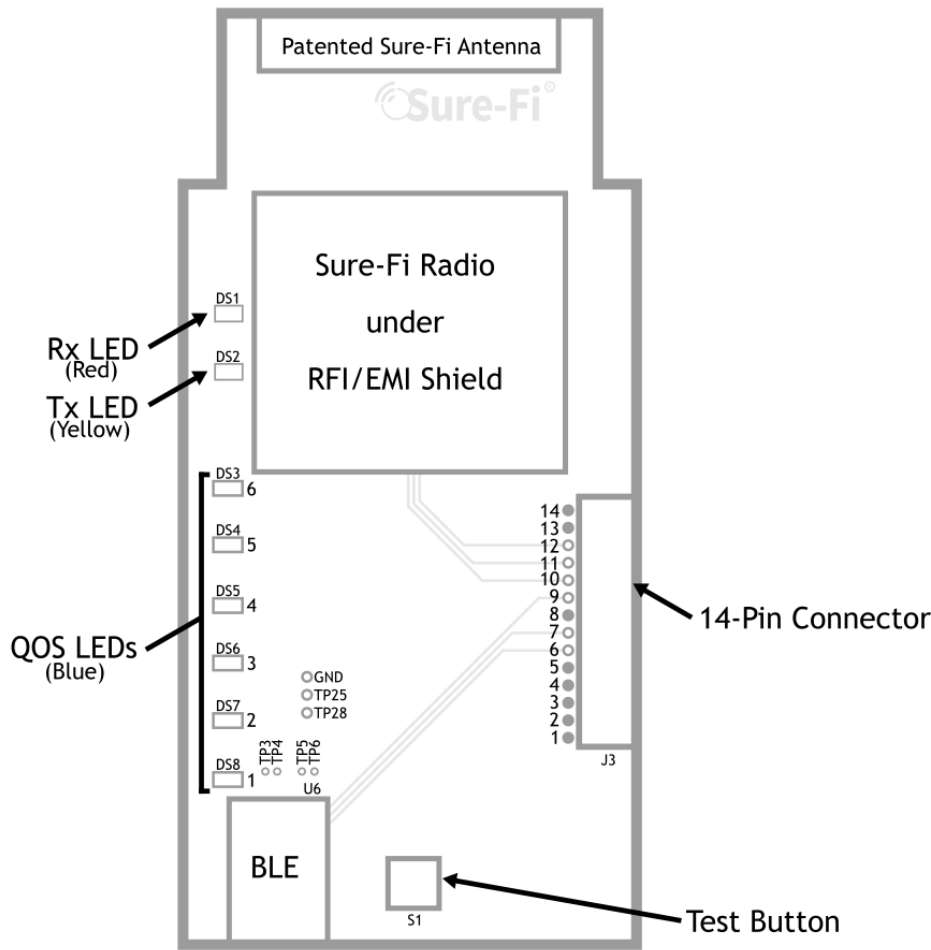 Patented Sure-Fi Antenna
Sure-Fi®
Sure-Fi Radio
under
RFI/EMI Shield
DS1
Rx LED
(Red)
DS2
Tx LED
(Yellow)
DS3
6
DS4
5
DS5
4
DS6
3
DS7
2
DS8
1
QOS LEDs
(Blue)
GND
TP25
TP28
TP3
TP4
TP5
TP6
U6
BLE
14
13
12
11
10
9
8
7
6
5
4
3
2
1
J3
14-Pin Connector
S1
Test Button